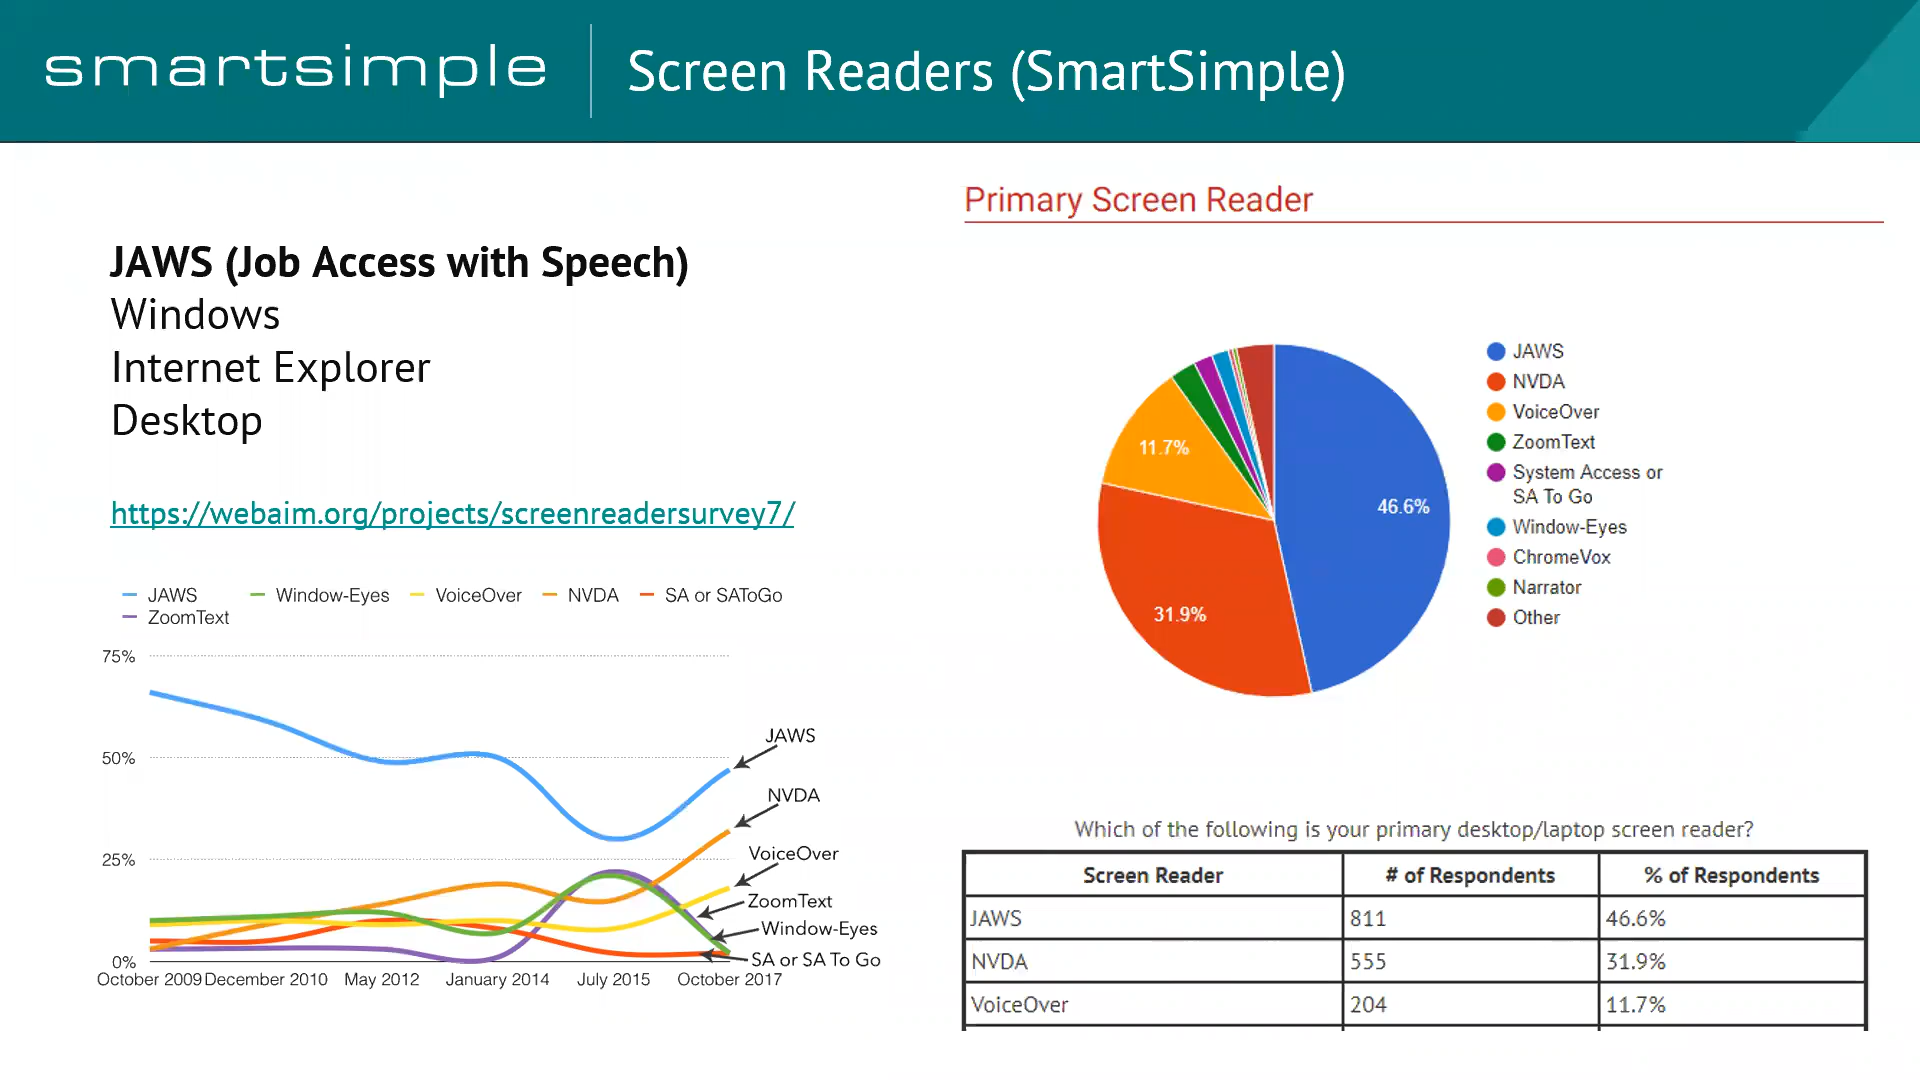 smartsimple
Screen Readers (SmartSimple)
JAWS (Job Access with Speech)
Windows
Internet Explorer
Desktop
https://webaim.org/projects/screenreadersurvey7/
JAWS Window-Eyes VoiceOver NVDA SA or SAToGo
ZoomText
75%
50%
25%
0%
October 2009 December 2010 May 2012 January 2014 July 2015 October 2017
JAWS
NVDA
VoiceOver
ZoomText
Window-Eyes
SA or SA To Go
Primary Screen Reader
46.6%
31.9%
11.7%
JAWS
NVDA
VoiceOver
ZoomText
System Access or
SA To Go
Window-Eyes
ChromeVox
Narrator
Other
Which of the following is your primary desktop/laptop screen reader?
Screen Reader # of Respondents % of Respondents
JAWS 811 46.6%
NVDA 555 31.9%
VoiceOver 204 11.7%